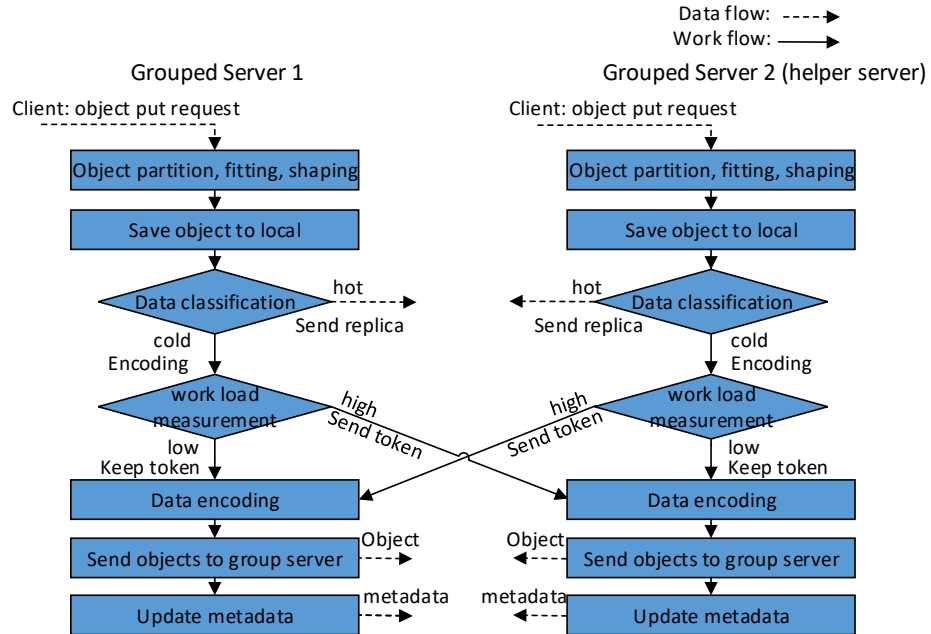 Data flow:
Work flow:
Grouped Server 1
Client: object put request
Object partition, fitting, shaping
Save object to local
Data classification
hot
Send replica
cold
Encoding
work load
measurement
high
Send token
low
Keep token
Data encoding
Send objects to group server
Object
Update metadata
metadata
Grouped Server 2 (helper server)
Client: object put request
Object partition, fitting, shaping
Save object to local
hot
Data classification
Send replica
cold
Encoding
work load
measurement
high
Send token
low
Keep token
Data encoding
Object
Send objects to group server
metadata
Update metadata